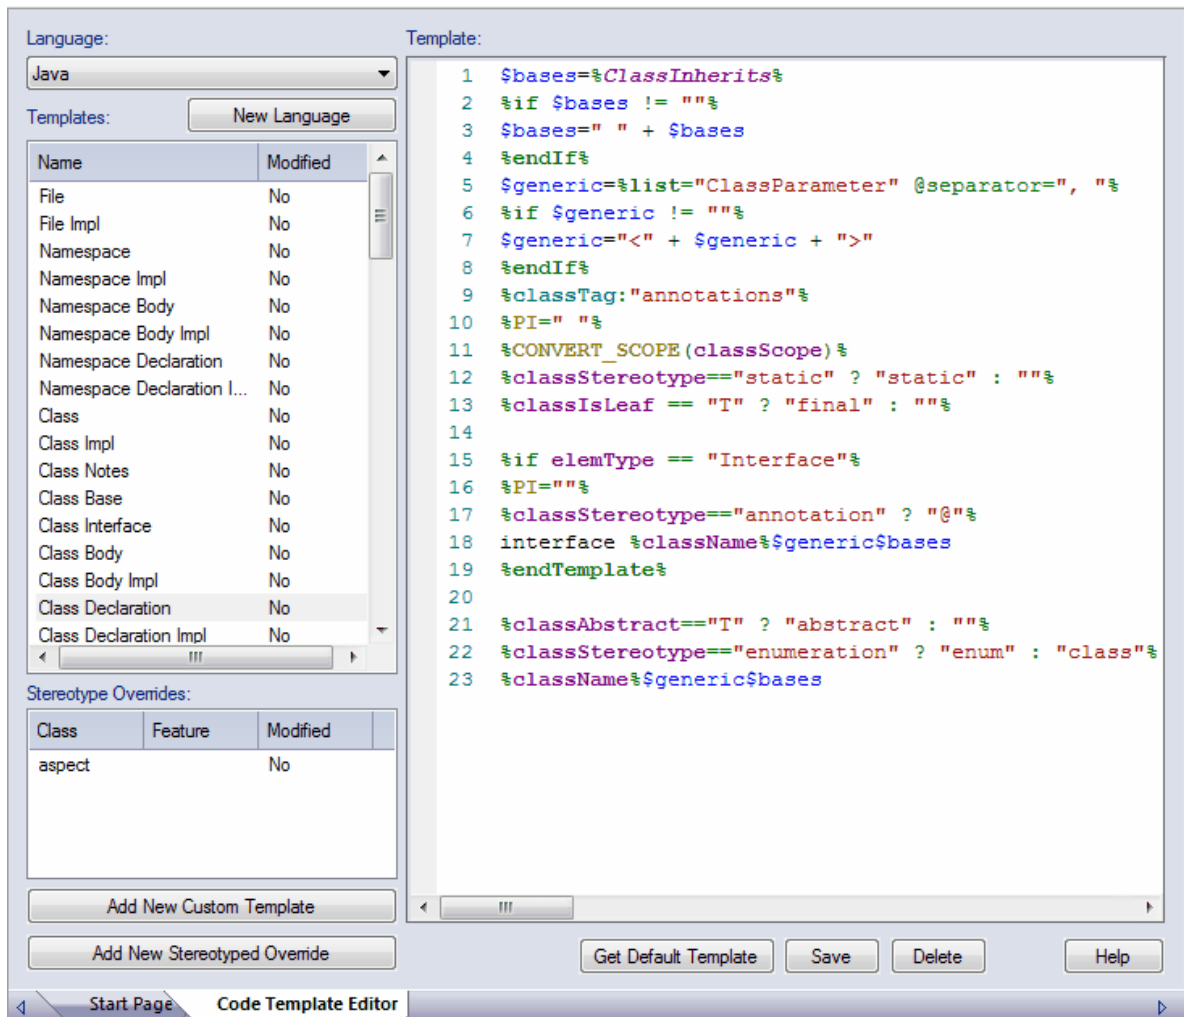 Language:
Java
Templates:
New Language
Name Modified
File No
File Impl No
Namespace No
Namespace Impl No
Namespace Body No
Namespace Body Impl No
Namespace Declaration No
Namespace Declaration I... No
Class No
Class Impl No
Class Notes No
Class Base No
Class Interface No
Class Body No
Class Body Impl No
Class Declaration No
Class Declaration Impl No
Stereotype Overrides:
Class Feature Modified
aspect No
Add New Custom Template
Add New Stereotyped Override
Template:
1 $bases=%ClassInherits%
2 %if $bases != ""%
3 $bases=" " + $bases
4 %endIf%
5 $generic=%list="ClassParameter" @separator=", "%
6 %if $generic != ""%
7 $generic="<" + $generic + ">"
8 %endIf%
9 %classTag:"annotations"%
10 %PI=" "%
11 %CONVERT_SCOPE(classScope)%
12 %classStereotype=="static" ? "static" : ""%
13 %classIsLeaf == "T" ? "final" : ""%
14
15 %if elemType == "Interface"%
16 %PI=""%
17 %classStereotype=="annotation" ? "@"%
18 interface %className%$generic$bases
19 %endTemplate%
20
21 %classAbstract=="T" ? "abstract" : ""%
22 %classStereotype=="enumeration" ? "enum" : "class"%
23 %className%$generic$bases
Get Default Template Save Delete Help
Start Page Code Template Editor